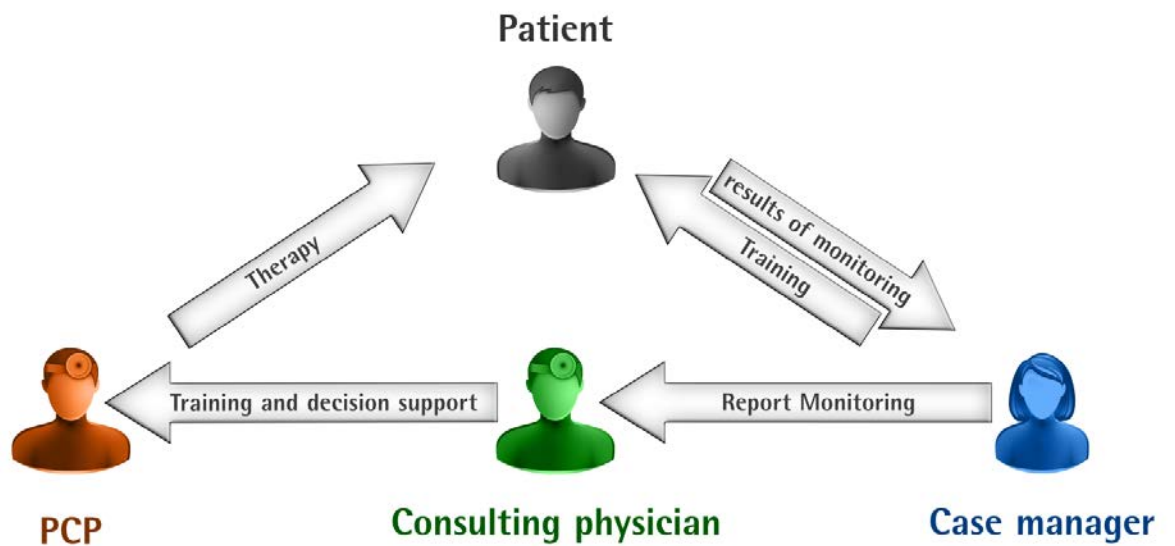 Patient
results of monitoring
Training
Therapy
Training and decision support
Report Monitoring
PCP
Consulting physician
Case manager